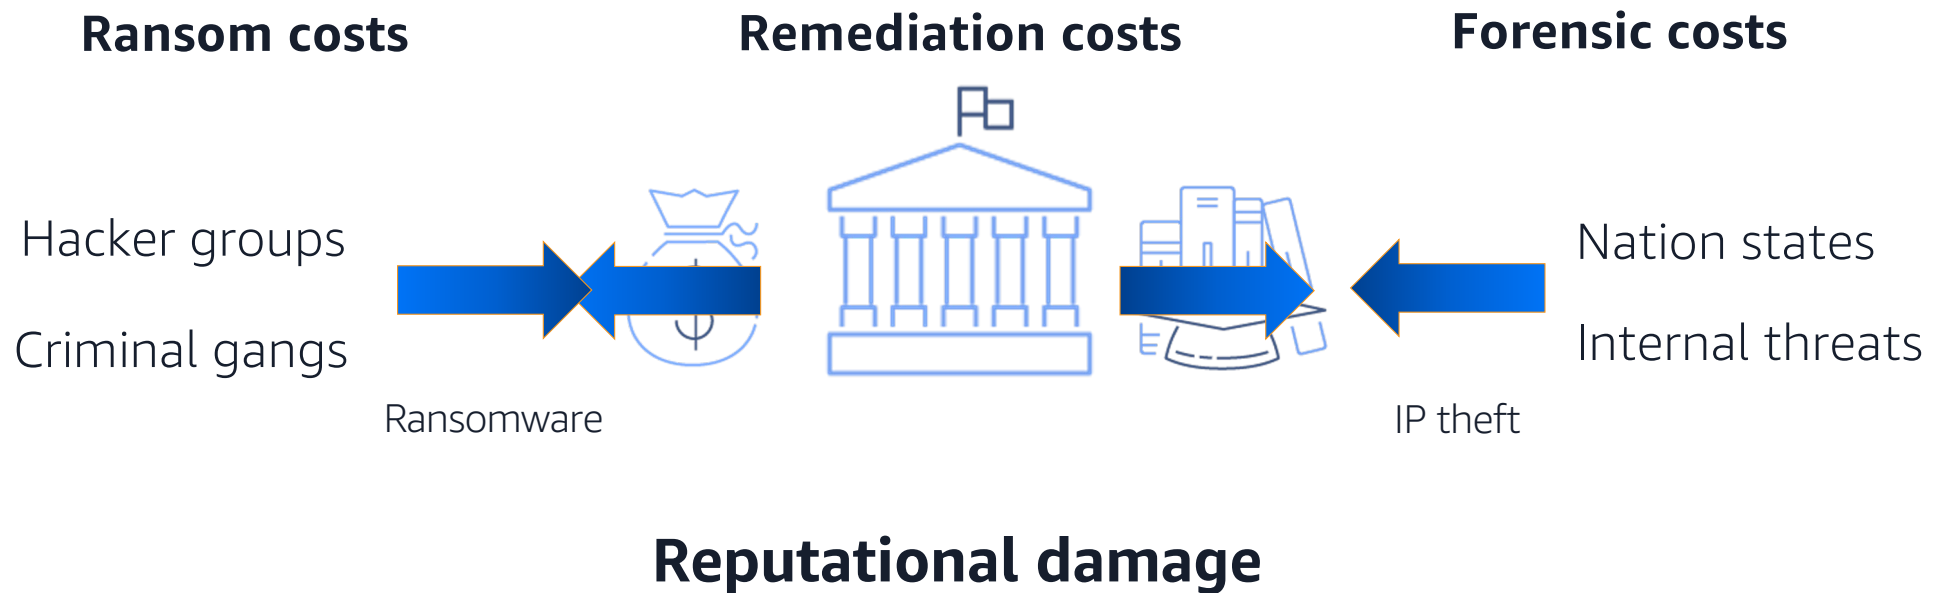 Ransom costs
Remediation costs
Forensic costs
Hacker groups
Nation states
Criminal gangs
Internal threats
Ransomware
IP theft
Reputational damage